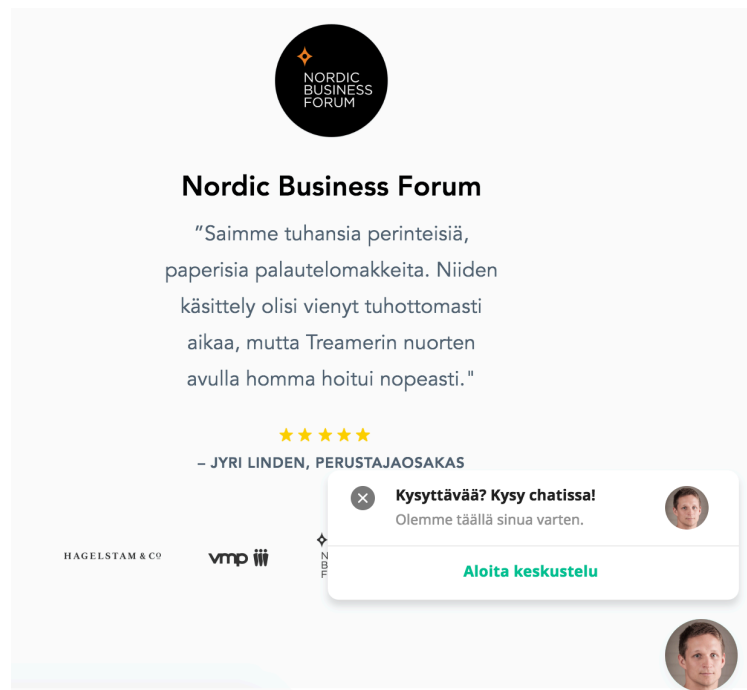 NORDIC
BUSINESS
FORUM
Nordic Business Forum
”Saimme tuhansia perinteisiä,
paperisia palautelomakkeita. Niiden
käsittely olisi vienyt tuhottomasti
aikaa, mutta Treamerin nuorten
avulla homma hoitui nopeasti."
– JYRI LINDEN, PERUSTAJAOSAKAS
Kysyttävää? Kysy chatissa!
Olemme täällä sinua varten.
Aloita keskustelu
HAGELSTAM & Cº
vmp
N
B
F